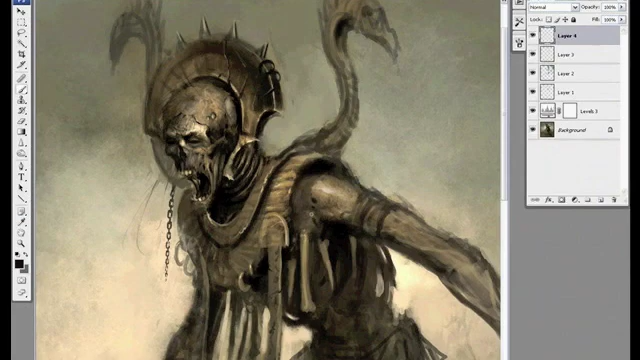 Normal Opacity: 100%
Lock: Fill: 100%
Layer 4
Layer 3
Layer 2
Layer 1
Levels 3
Background